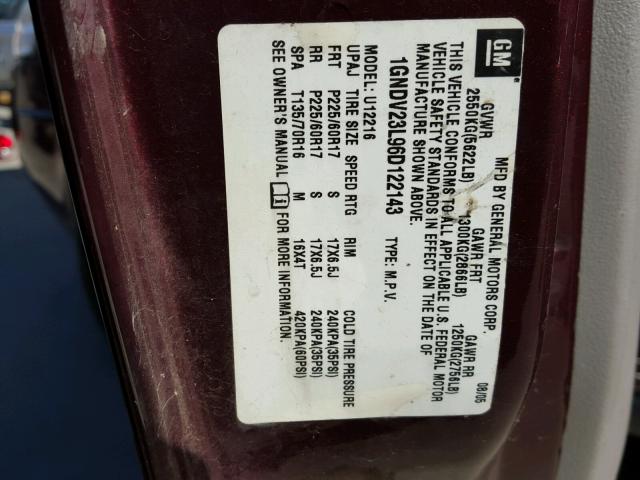 GM
MFD BY GENERAL MOTORS CORP. 08/05
GVWR GAWR FRT GAWR RR
2550KG(5622LB) 1300KG(2866LB) 1250KG(2756LB)
THIS VEHICLE CONFORMS TO ALL APPLICABLE U.S. FEDERAL MOTOR
VEHICLE SAFETY STANDARDS IN EFFECT ON THE DATE OF
MANUFACTURE SHOWN ABOVE.
1GNDV23L96D122143 TYPE: M.P.V.
MODEL: U12216
UPAJ TIRE SIZE SPEED RTG RIM COLD TIRE PRESSURE
FRT P225/60R17 S 17X6.5J 240KPA(35PSI)
RR P225/60R17 S 17X6.5J 240KPA(35PSI)
SPA T135/70R16 M 16X4T 420KPA(60PSI)
SEE OWNER'S MANUAL FOR MORE INFORMATION.